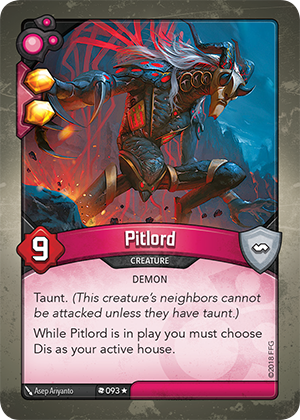 9
Pitlord
CREATURE
DEMON
Taunt. (This creature's neighbors cannot
be attacked unless they have taunt.)
While Pitlord is in play you must choose
Dis as your active house.
Asep Ariyanto
093 ★
©2018 FFG